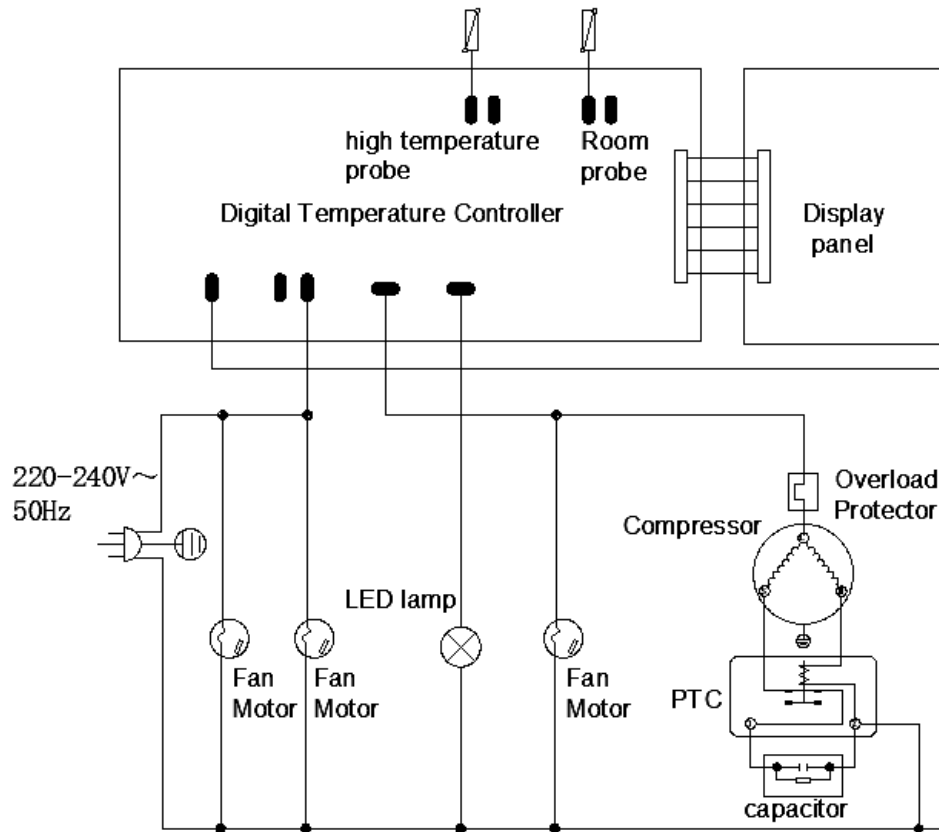 high temperature
probe
Room
probe
Digital Temperature Controller
Display
panel
220-240V～
50Hz
Overload
Protector
Compressor
LED lamp
Fan
Motor
Fan
Motor
Fan
Motor
PTC
capacitor